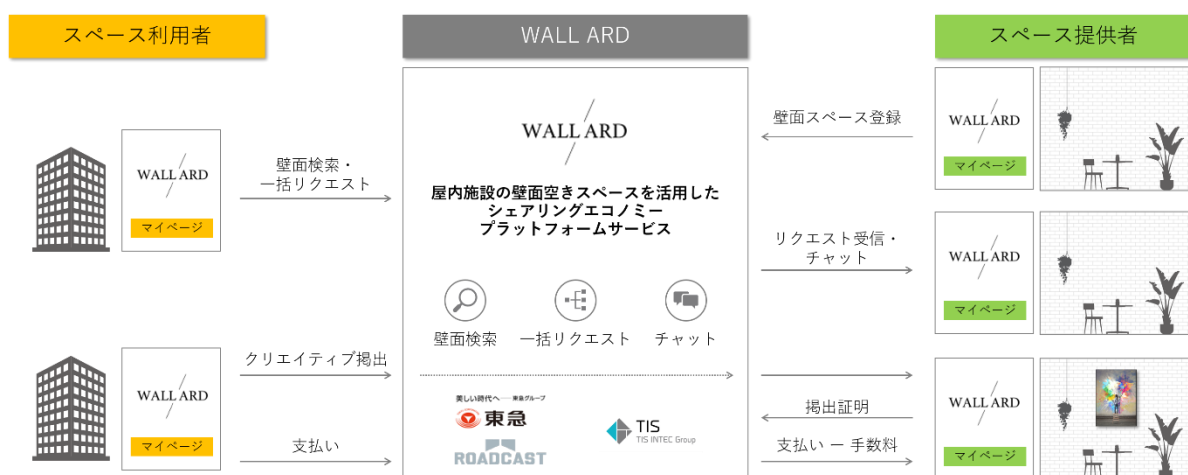 スペース利用者
WALL ARD
スペース提供者
WALL ARD
マイページ
壁面検索・
一括リクエスト
WALL ARD
屋内施設の壁面空きスペースを活用した
シェアリングエコノミー
プラットフォームサービス
壁面検索
一括リクエスト
チャット
壁面スペース登録
WALL ARD
マイページ
リクエスト受信・
チャット
WALL ARD
マイページ
WALL ARD
マイページ
クリエイティブ掲出
支払い
美しい時代へ──東急グループ
東急
ROADCAST
TIS
TIS INTEC Group
掲出証明
支払い ー 手数料
WALL ARD
マイページ